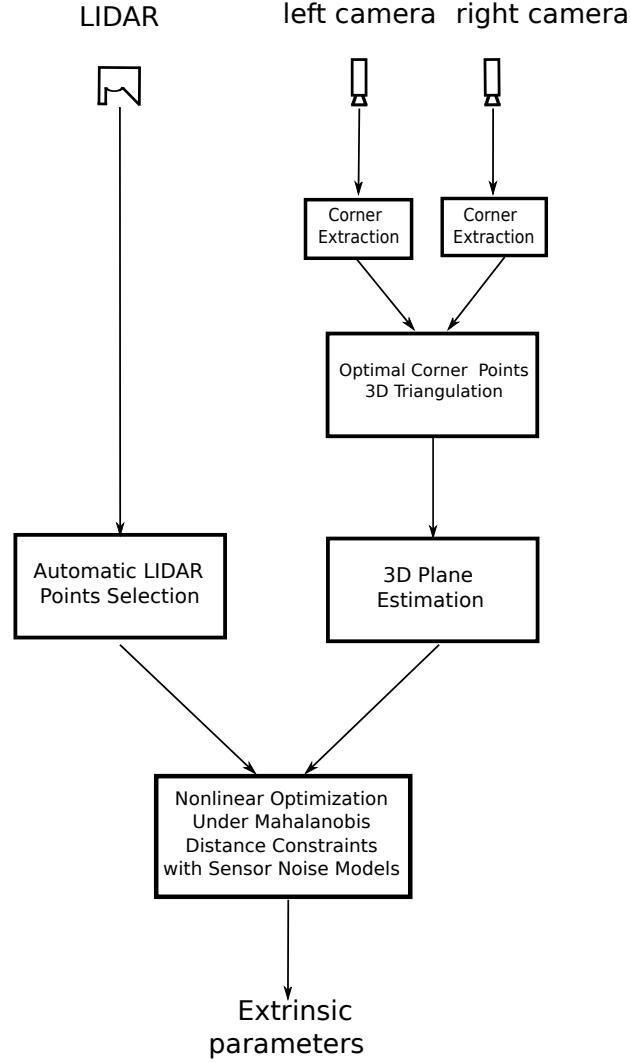 LIDAR
left camera
right camera
Corner
Extraction
Corner
Extraction
Optimal Corner Points
3D Triangulation
Automatic LIDAR
Points Selection
3D Plane
Estimation
Nonlinear Optimization
Under Mahalanobis
Distance Constraints
with Sensor Noise Models
Extrinsic
parameters